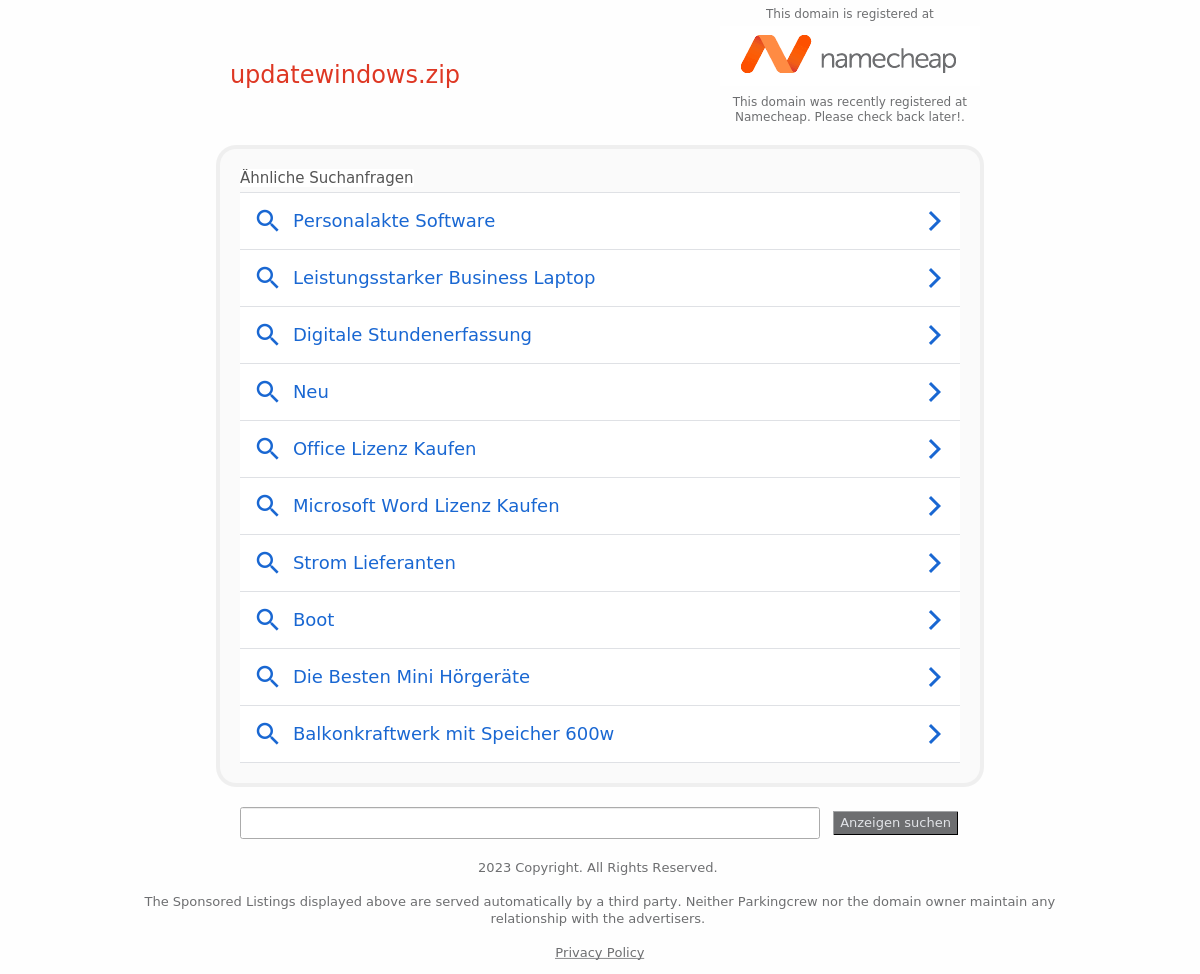 This domain is registered at
namecheap
updatewindows.zip
This domain was recently registered at
Namecheap. Please check back later!.
Ähnliche Suchanfragen
Personalakte Software
Leistungsstarker Business Laptop
Digitale Stundenerfassung
Neu
Office Lizenz Kaufen
Microsoft Word Lizenz Kaufen
Strom Lieferanten
Boot
Die Besten Mini Hörgeräte
Balkonkraftwerk mit Speicher 600w
Anzeigen suchen
2023 Copyright. All Rights Reserved.
The Sponsored Listings displayed above are served automatically by a third party. Neither Parkingcrew nor the domain owner maintain any
relationship with the advertisers.
Privacy Policy